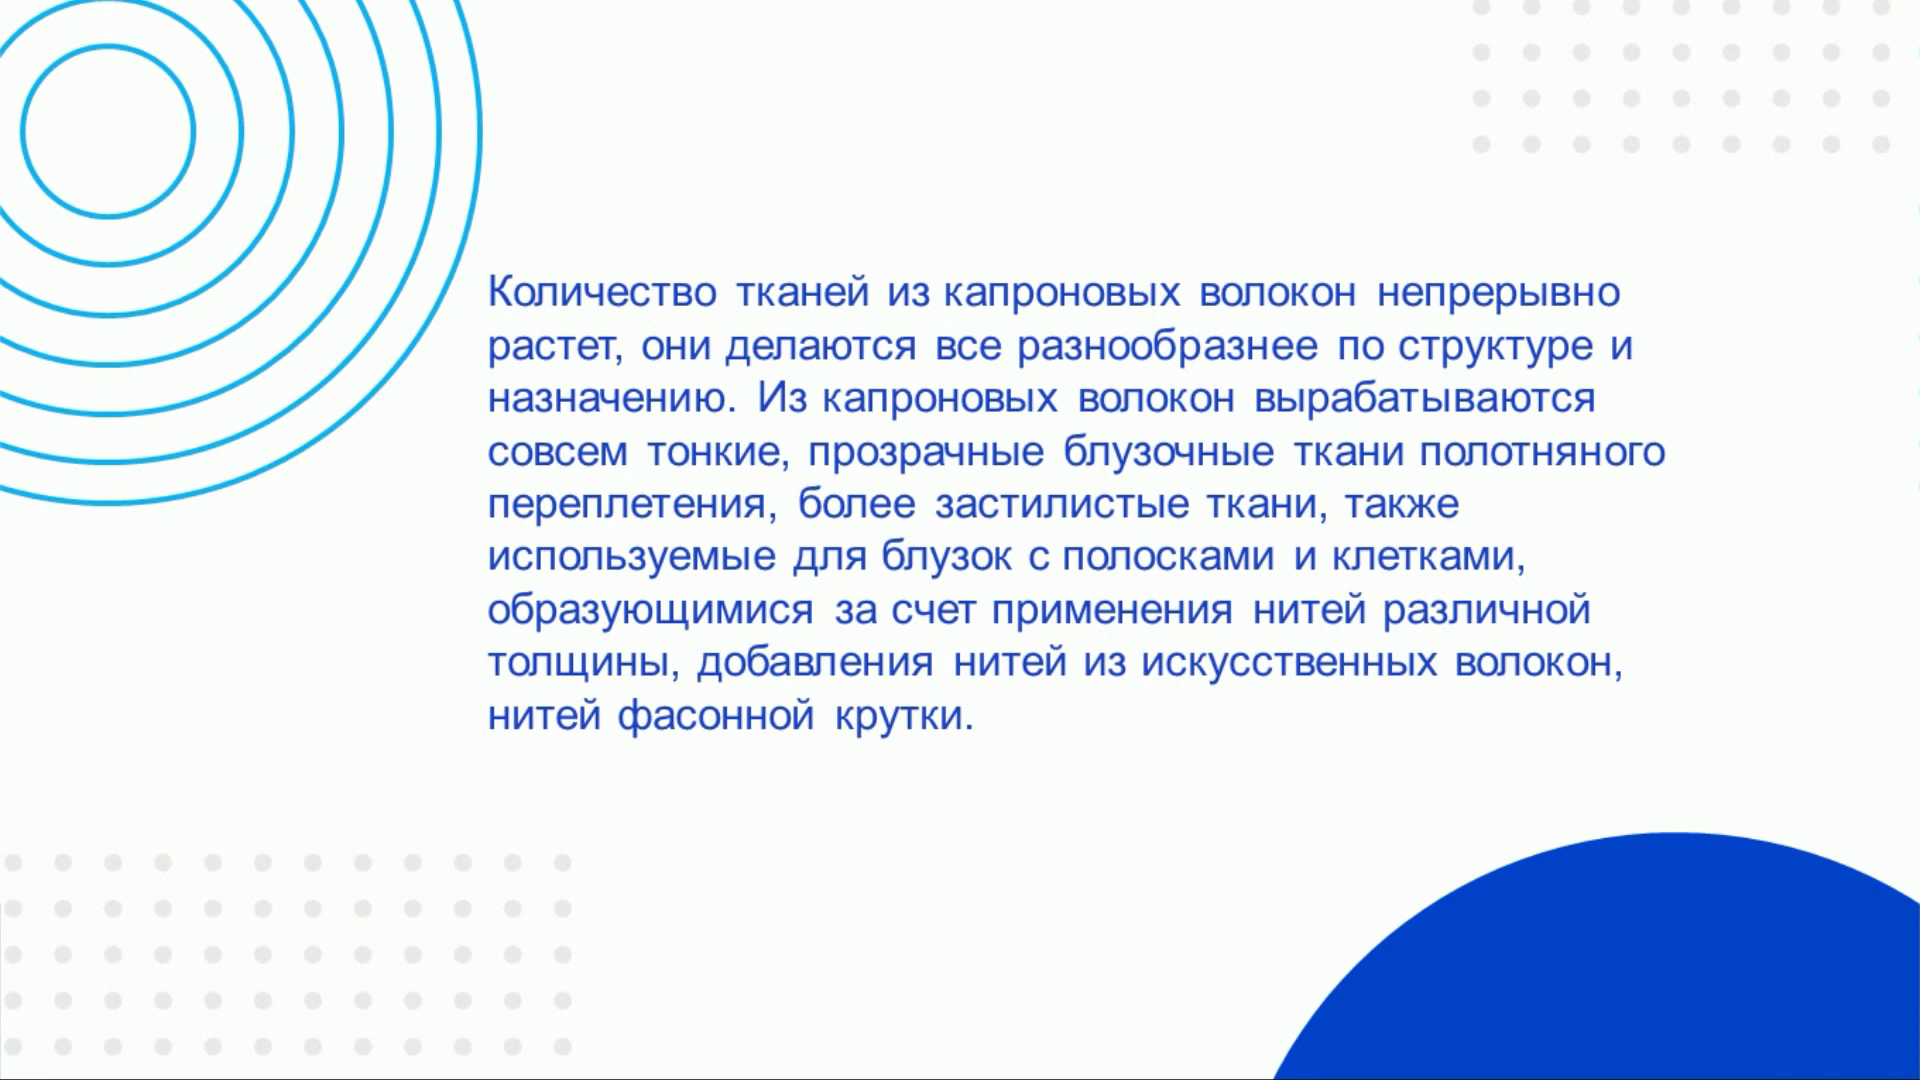 Количество тканей из капроновых волокон непрерывно
растет, они делаются все разнообразнее по структуре и
назначению. Из капроновых волокон вырабатываются
совсем тонкие, прозрачные блузочные ткани полотняного
переплетения, более застилистые ткани, также
используемые для блузок с полосками и клетками,
образующимися за счет применения нитей различной
толщины, добавления нитей из искусственных волокон,
нитей фасонной крутки.